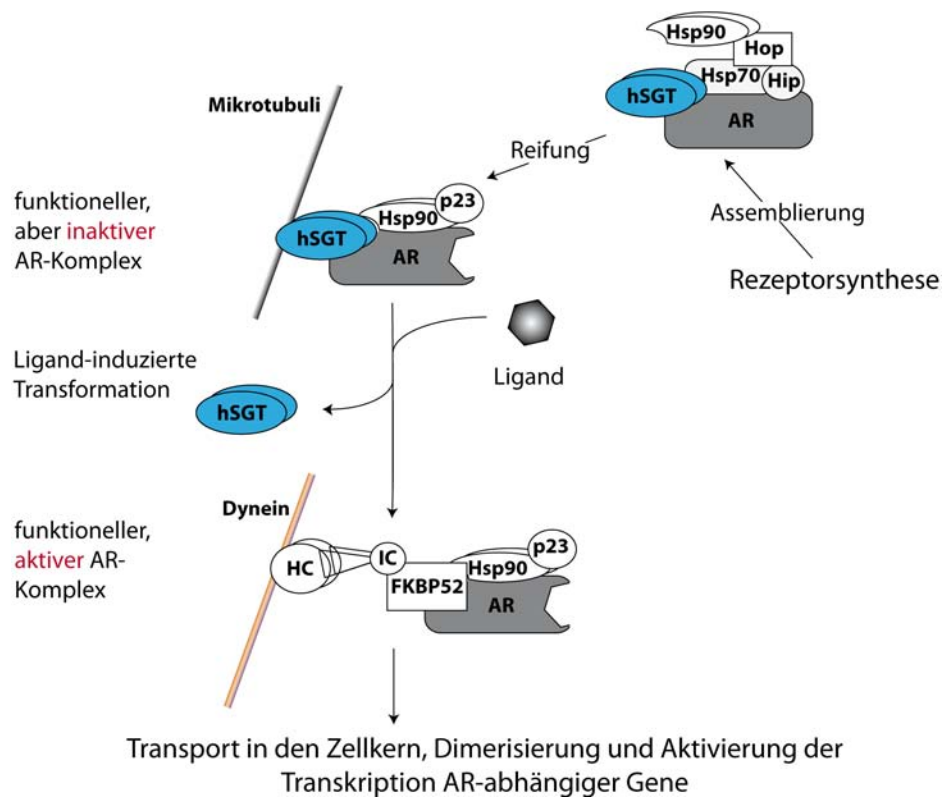 Hsp90
Hop
Hsp70
Hip
hSGT
AR
Mikrotubuli
Reifung
Assemblierung
Rezeptorsynthese
funktioneller,
aber inaktiver
AR-Komplex
p23
Hsp90
hSGT
AR
Ligand-induzierte
Transformation
Ligand
hSGT
Dynein
funktioneller,
aktiver AR-
Komplex
HC
IC
FKBP52
Hsp90
p23
AR
Transport in den Zellkern, Dimerisierung und Aktivierung der
Transkription AR-abhängiger Gene